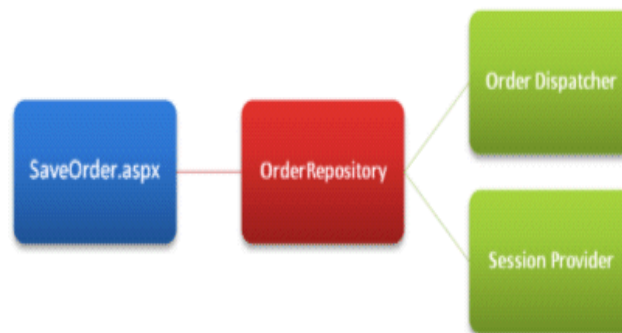 SaveOrder.aspx
OrderRepository
Order Dispatcher
Session Provider